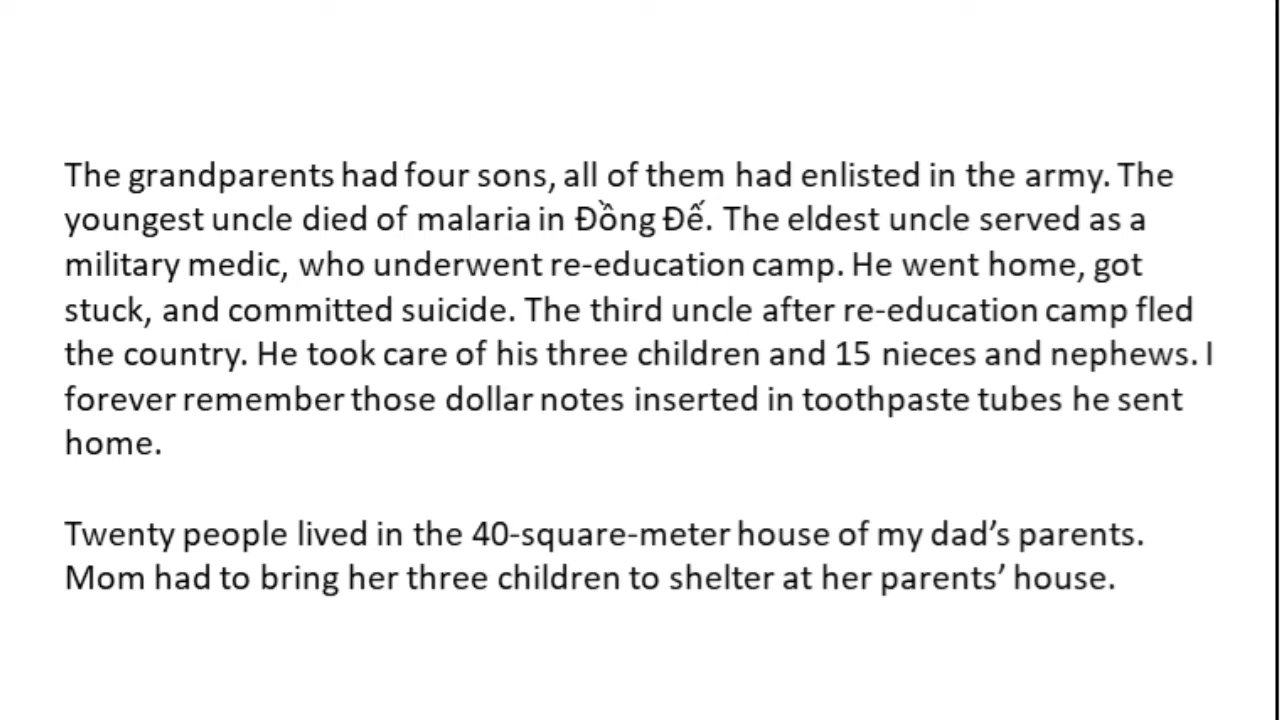 The grandparents had four sons, all of them had enlisted in the army. The
youngest uncle died of malaria in Đồng Đế. The eldest uncle served as a
military medic, who underwent re-education camp. He went home, got
stuck, and committed suicide. The third uncle after re-education camp fled
the country. He took care of his three children and 15 nieces and nephews. I
forever remember those dollar notes inserted in toothpaste tubes he sent
home.
Twenty people lived in the 40-square-meter house of my dad’s parents.
Mom had to bring her three children to shelter at her parents’ house.